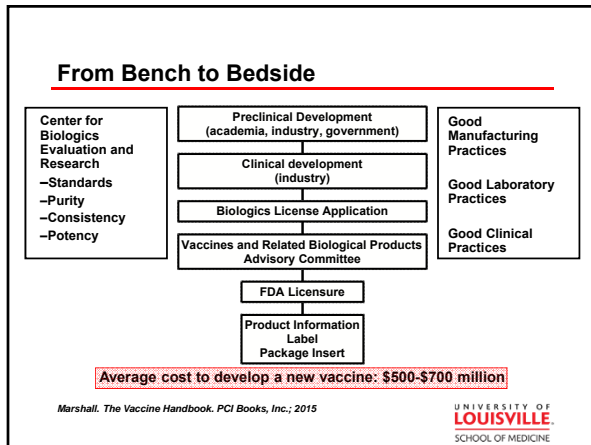 From Bench to Bedside
Center for
Biologics
Evaluation and
Research
–Standards
–Purity
–Consistency
–Potency
Preclinical Development
(academia, industry, government)
Clinical development
(industry)
Biologics License Application
Vaccines and Related Biological Products
Advisory Committee
FDA Licensure
Product Information
Label
Package Insert
Good
Manufacturing
Practices
Good Laboratory
Practices
Good Clinical
Practices
Average cost to develop a new vaccine: $500-$700 million
Marshall. The Vaccine Handbook. PCI Books, Inc.; 2015
UNIVERSITY OF
LOUISVILLE.
SCHOOL OF MEDICINE